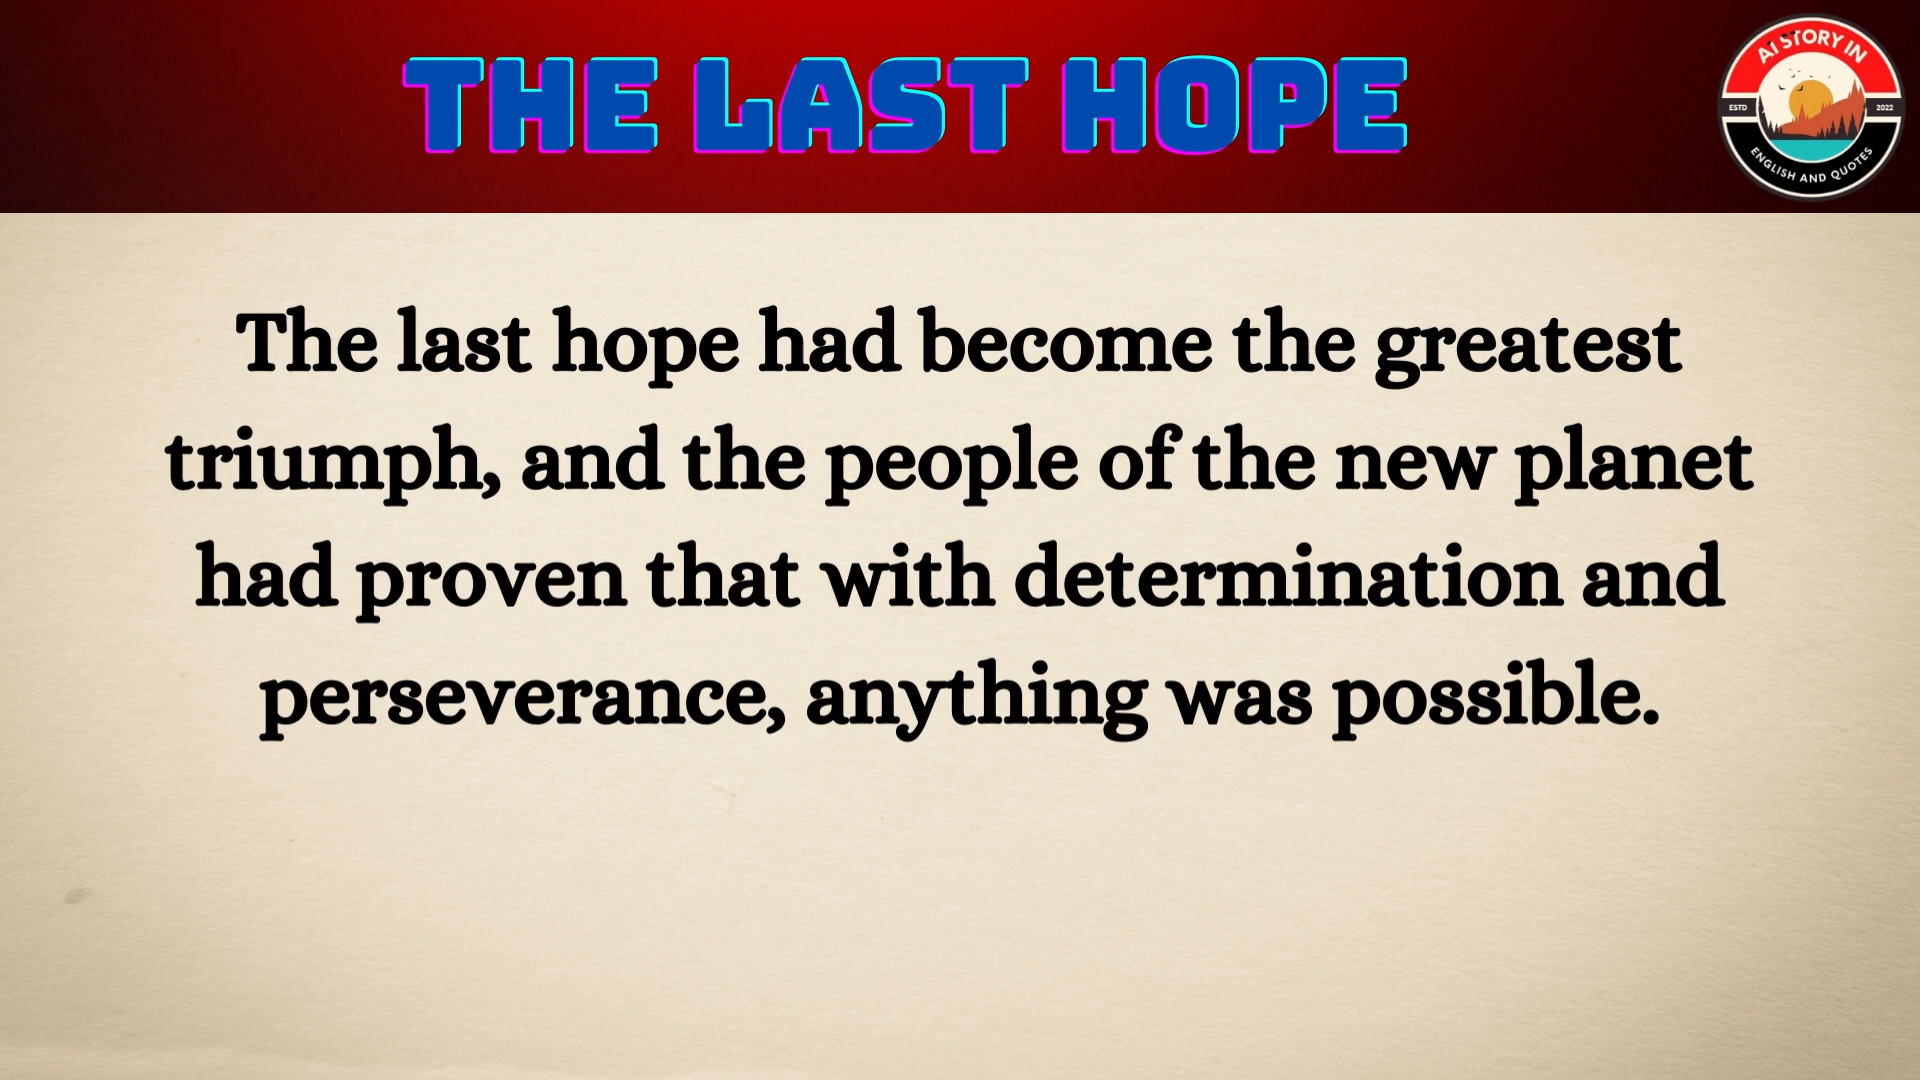 THE LAST HOPE
AI STORY IN
ESTD
2022
ENGLISH AND QUOTES
The last hope had become the greatest
triumph, and the people of the new planet
had proven that with determination and
perseverance, anything was possible.